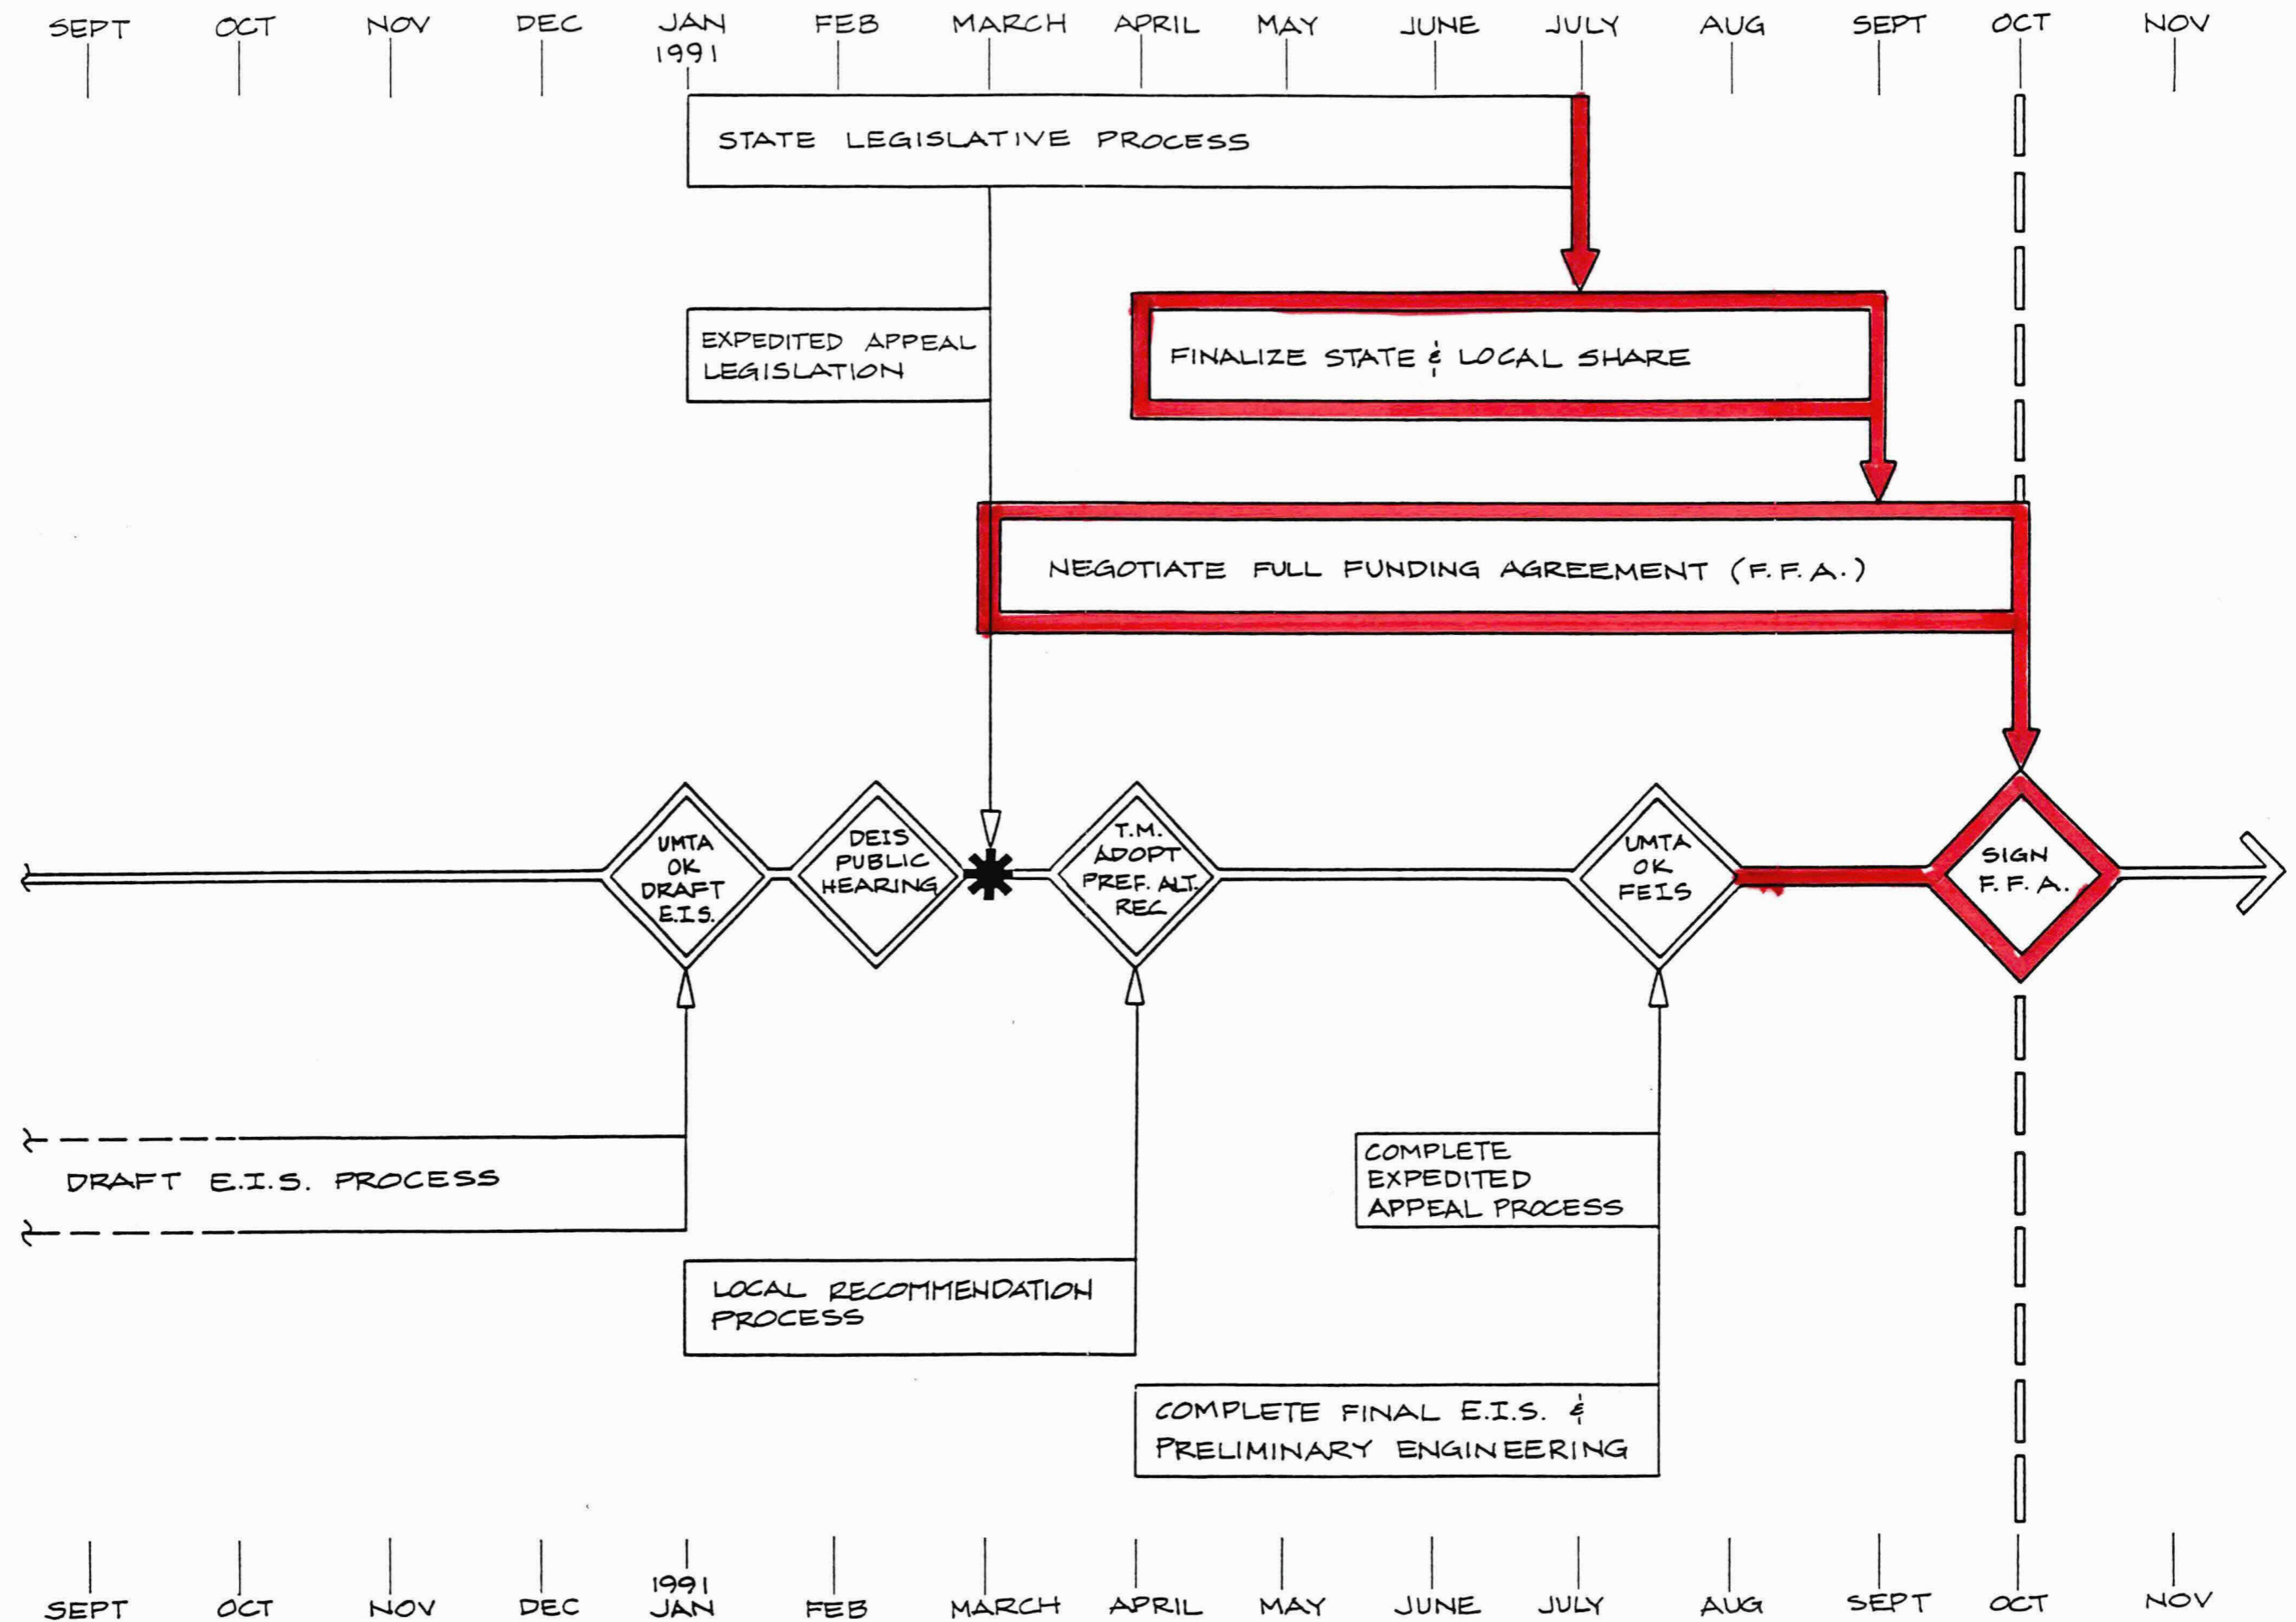 SEPT OCT NOV DEC JAN FEB MARCH APRIL MAY JUNE JULY AUG SEPT OCT NOV
1991
STATE LEGISLATIVE PROCESS
EXPEDITED APPEAL
LEGISLATION
FINALIZE STATE & LOCAL SHARE
NEGOTIATE FULL FUNDING AGREEMENT (F.F.A.)
UMTA
OK
DRAFT
E.I.S.
DEIS
PUBLIC
HEARING
T.M.
ADOPT
PREF. ALT.
REC
UMTA
OK
FEIS
SIGN
F.F.A.
DRAFT E.I.S. PROCESS
COMPLETE
EXPEDITED
APPEAL PROCESS
LOCAL RECOMMENDATION
PROCESS
COMPLETE FINAL E.I.S. &
PRELIMINARY ENGINEERING
1991
SEPT OCT NOV DEC JAN FEB MARCH APRIL MAY JUNE JULY AUG SEPT OCT NOV